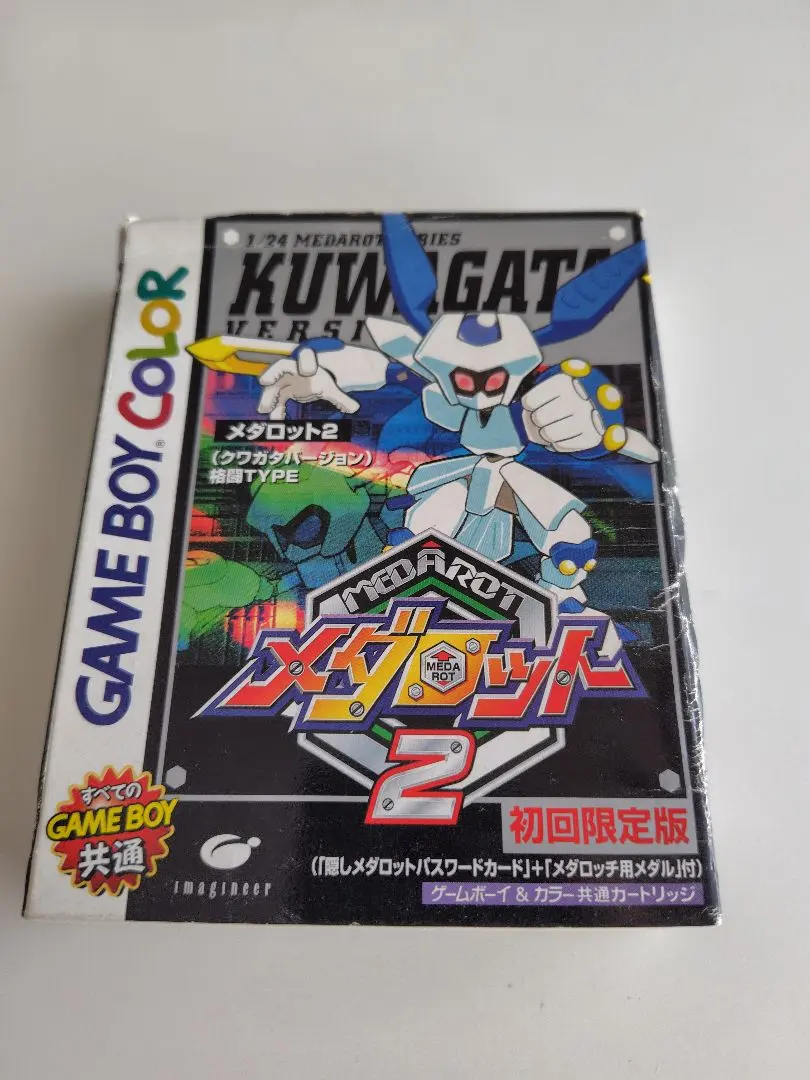 GAME BOY COLOR
1/24 MEDAROT
KUWAGATA
VERSI
メダロット2
(クワガタバージョン)
格闘TYPE
MEDAROT
メダロット
MEDA
ROT
2
初回限定版
(「隠しメダロットパスワードカード」+「メダロッチ用メダル」付)
ゲームボーイ & カラー共通カートリッジ
すべての
GAME BOY
共通
imagineer